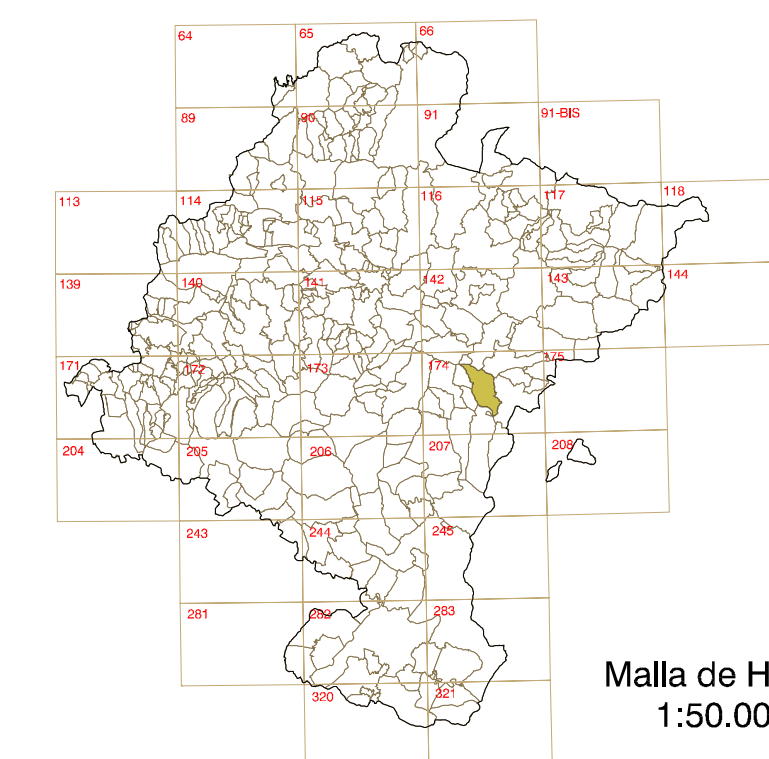 64 65 66
89 90 91 91-BIS
113 114 115 116 117 118
139 140 141 142 143 144
171 172 173 174 175
204 205 206 207 208
243 244 245
281 282 283
320 321
Malla de H
1:50.00